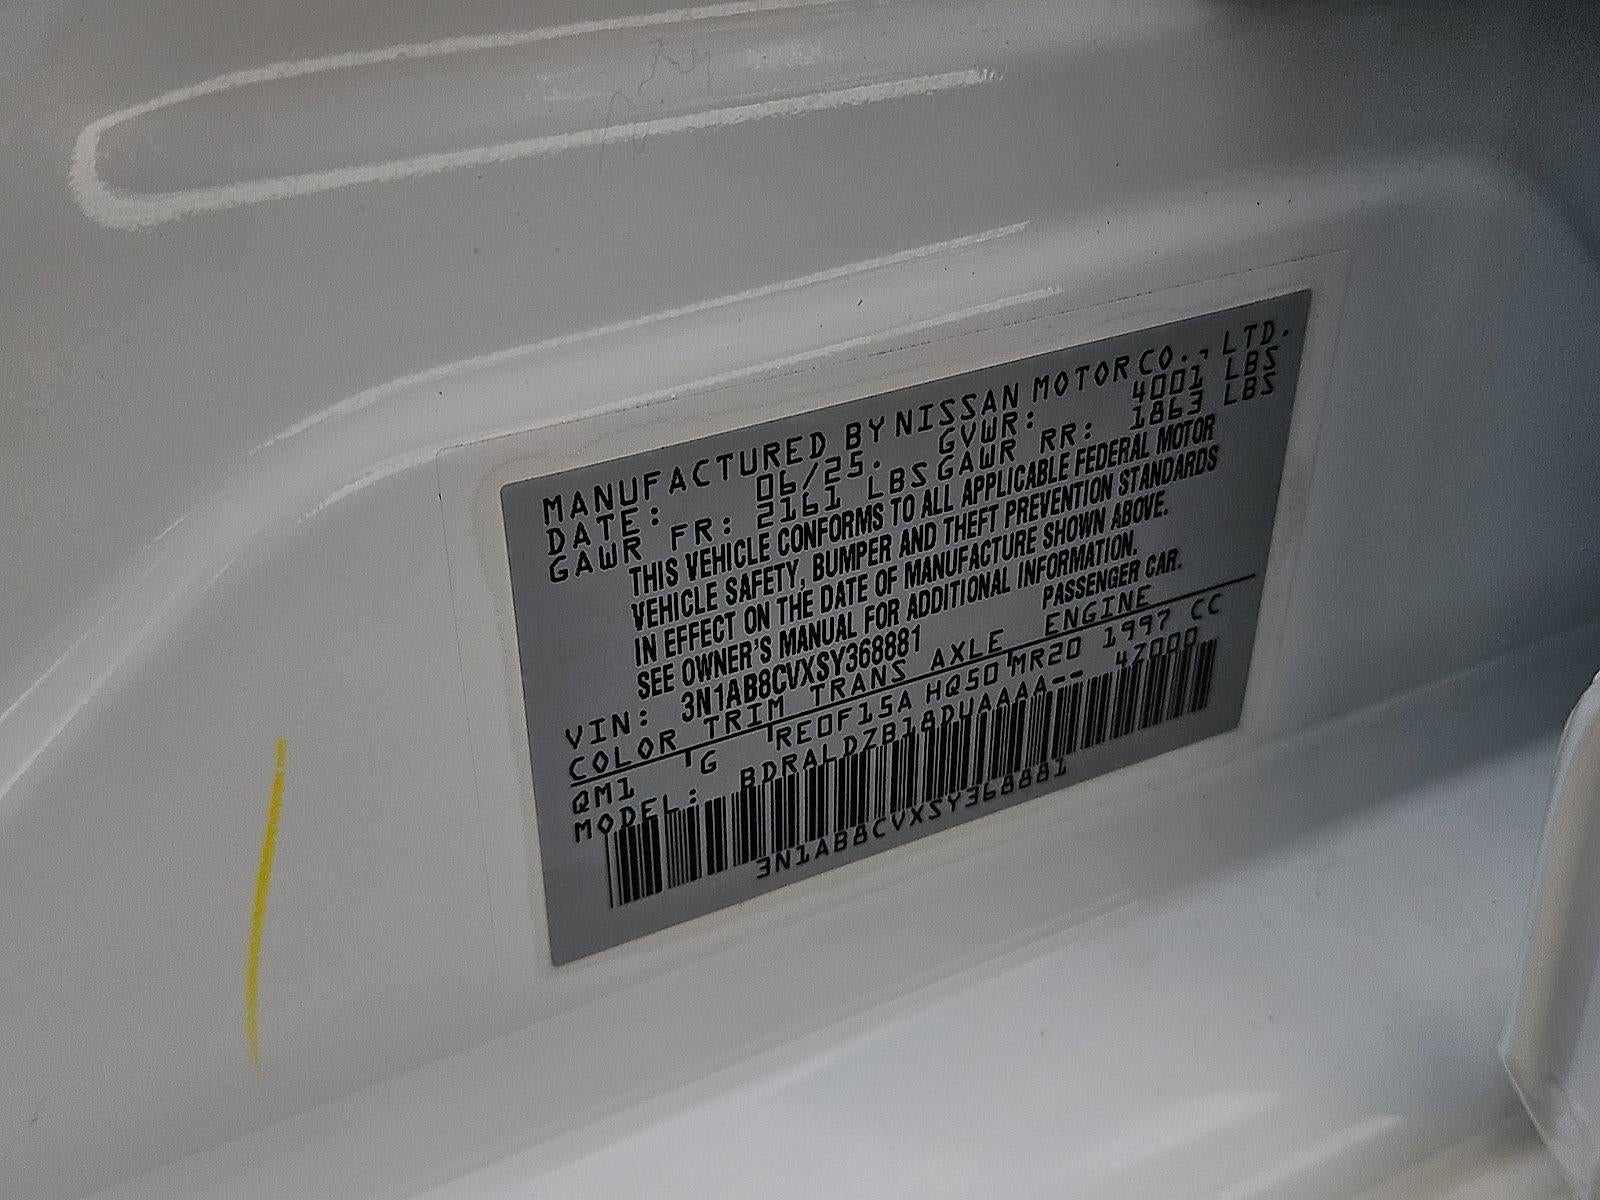 MANUFACTURED BY NISSAN MOTOR CO., LTD.
DATE: 06/25. GVWR: 4001 LBS
GAWR FR: 2161 LBS GAWR RR: 1863 LBS
THIS VEHICLE CONFORMS TO ALL APPLICABLE FEDERAL MOTOR
VEHICLE SAFETY, BUMPER AND THEFT PREVENTION STANDARDS
IN EFFECT ON THE DATE OF MANUFACTURE SHOWN ABOVE.
SEE OWNER'S MANUAL FOR ADDITIONAL INFORMATION.
VIN: 3N1AB8CVXSY368881 PASSENGER CAR.
COLOR TRIM TRANS AXLE ENGINE
QM1 G RE0F15A HQ50 MR20 1997 CC
MODEL: BDRALDZB18DUAAAA-- 47000
3N1AB8CVXSY368881